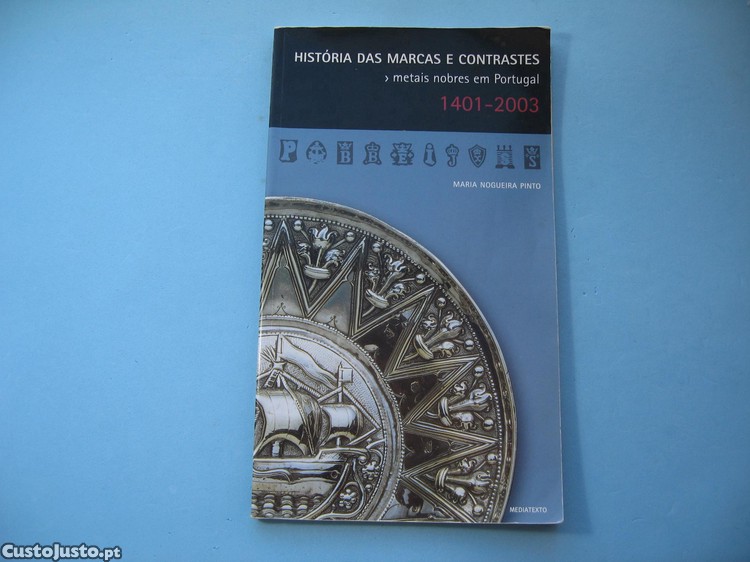 HISTÓRIA DAS MARCAS E CONTRASTES
› metais nobres em Portugal
1401-2003
MARIA NOGUEIRA PINTO
MEDIATEXTO
CustoJusto.pt